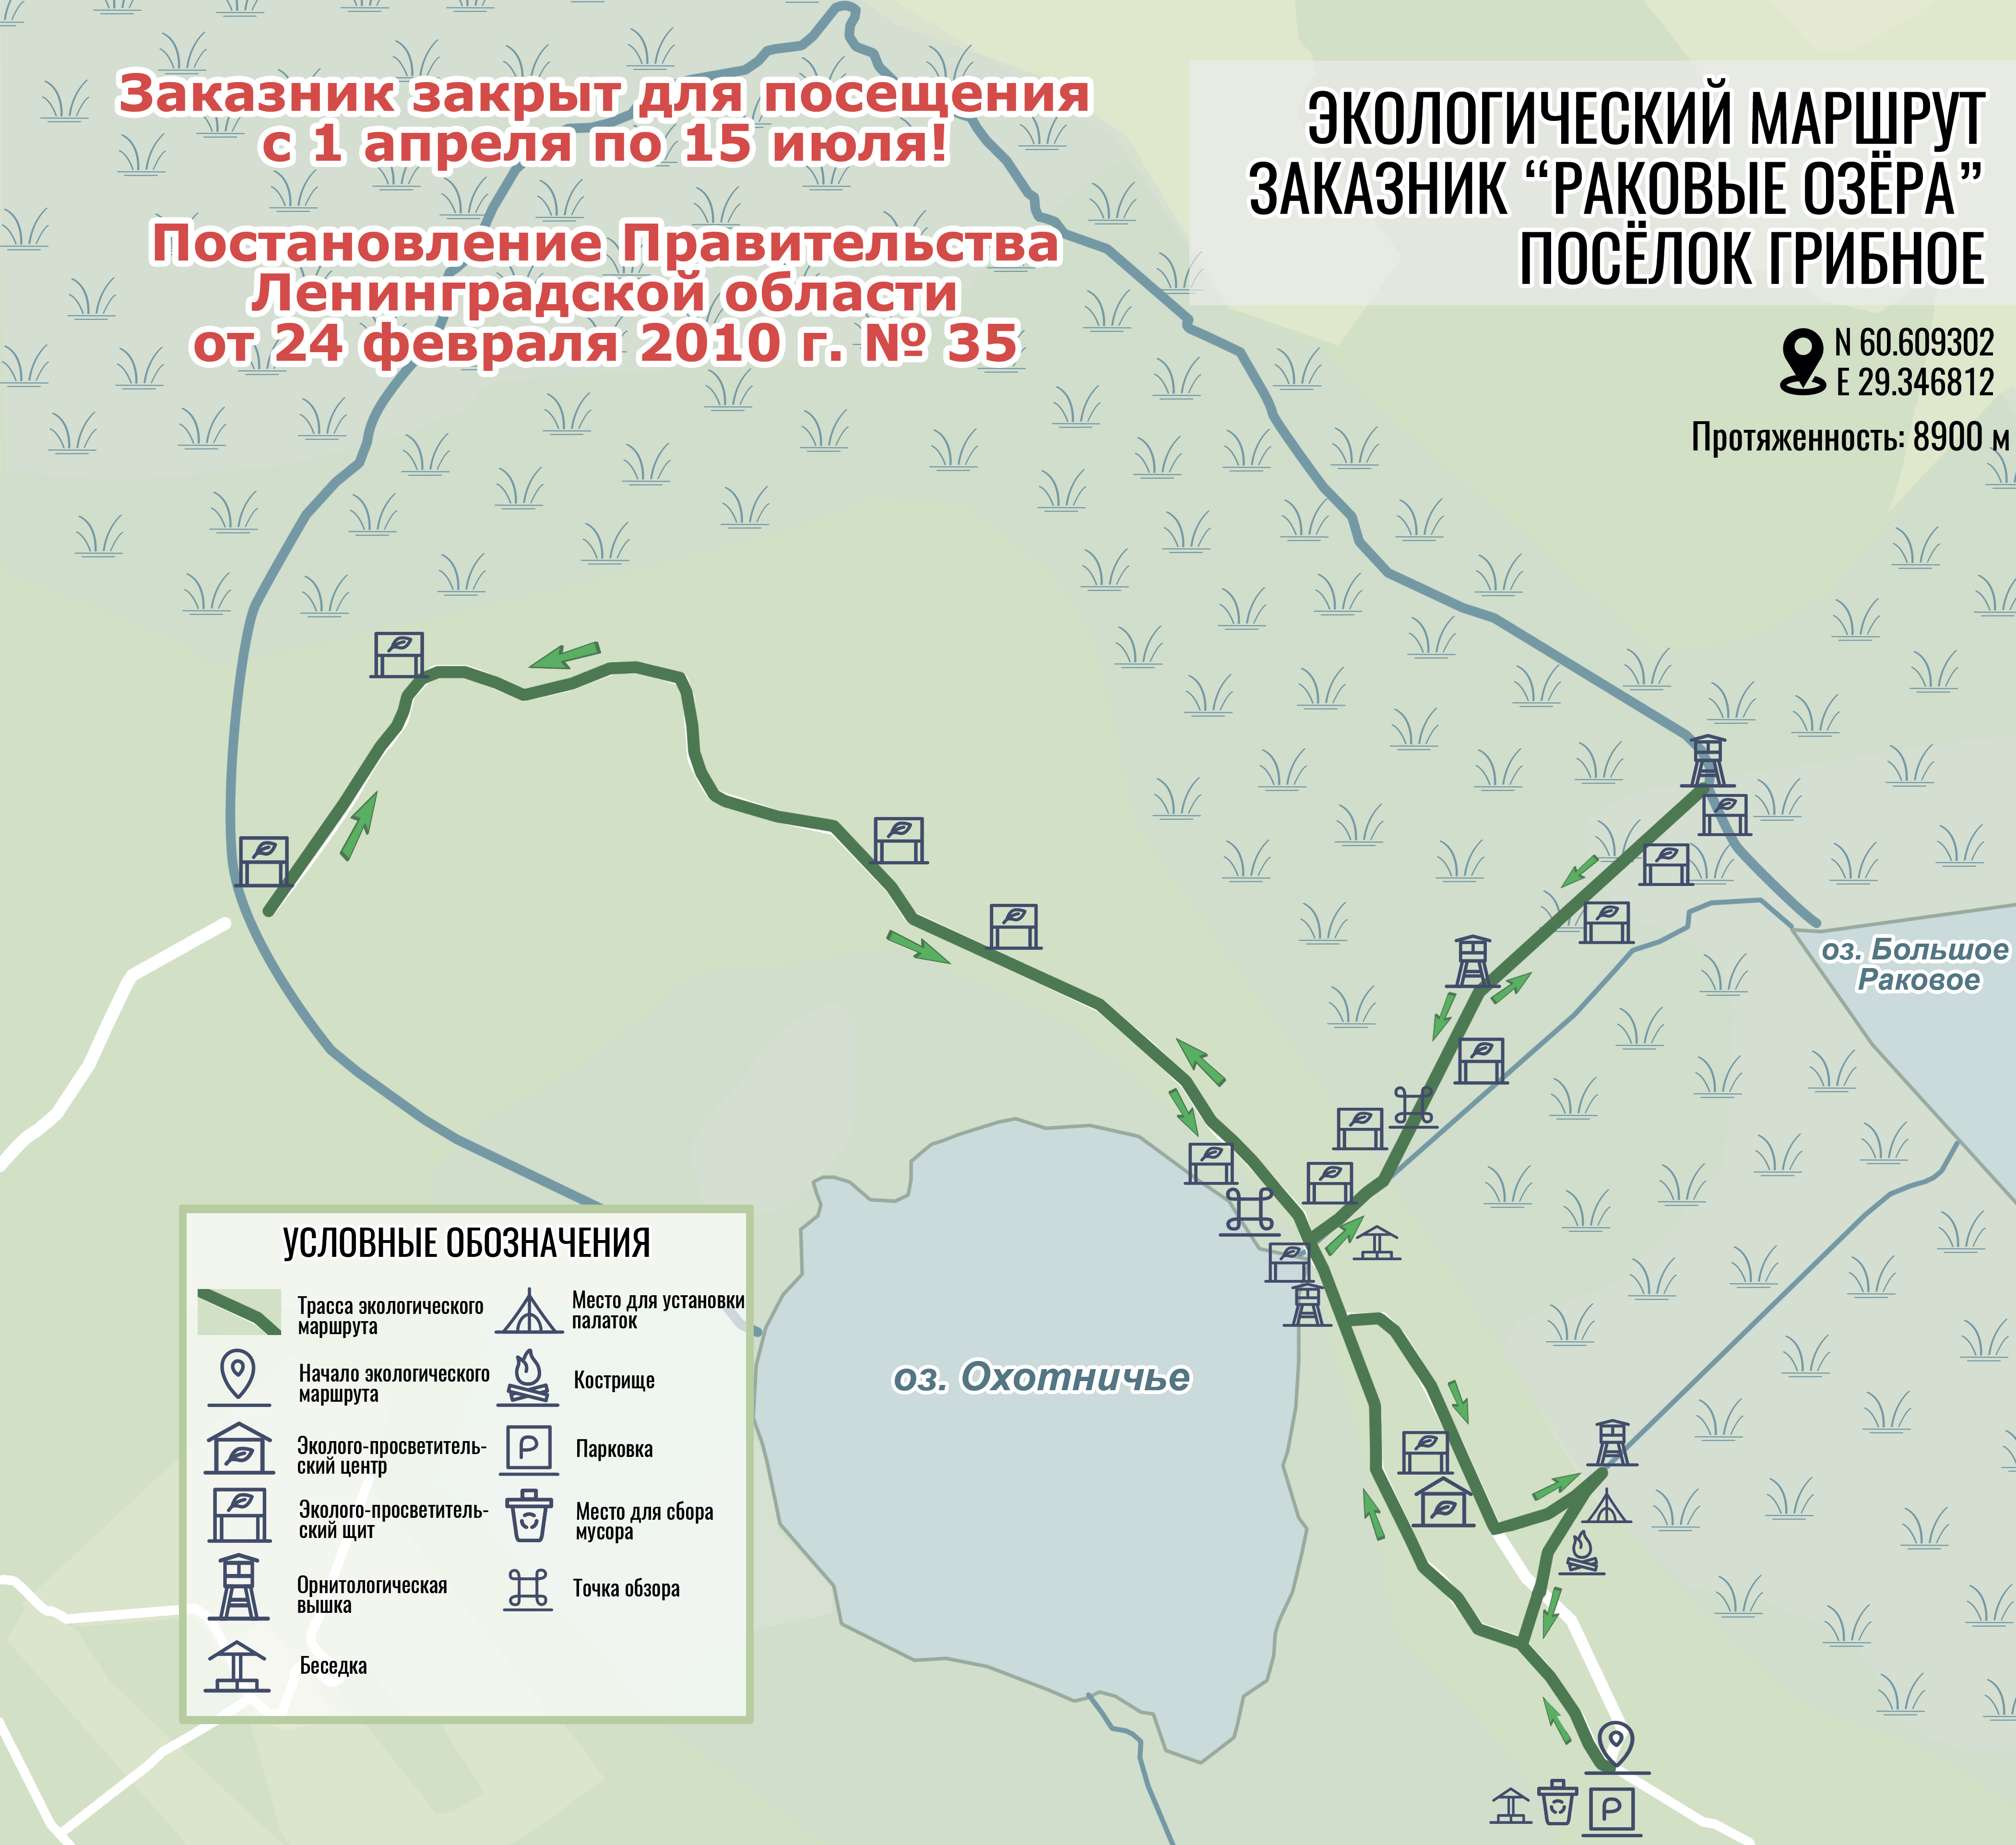 Заказник закрыт для посещения
с 1 апреля по 15 июля!
Постановление Правительства
Ленинградской области
от 24 февраля 2010 г. № 35
ЭКОЛОГИЧЕСКИЙ МАРШРУТ
ЗАКАЗНИК “РАКОВЫЕ ОЗЁРА”
ПОСЁЛОК ГРИБНОЕ
N 60.609302
E 29.346812
Протяженность: 8900 м
оз. Большое
Раковое
оз. Охотничье
УСЛОВНЫЕ ОБОЗНАЧЕНИЯ
Трасса экологического
маршрута
Начало экологического
маршрута
Эколого-просветитель-
ский центр
Эколого-просветитель-
ский щит
Орнитологическая
вышка
Беседка
Место для установки
палаток
Кострище
P
Парковка
Место для сбора
мусора
Точка обзора
P